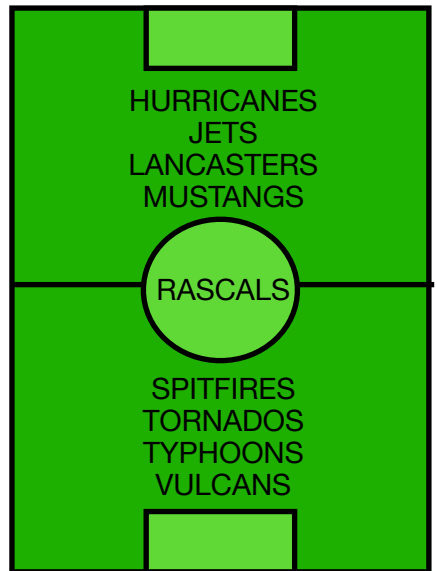 HURRICANES
JETS
LANCASTERS
MUSTANGS
RASCALS
SPITFIRES
TORNADOS
TYPHOONS
VULCANS